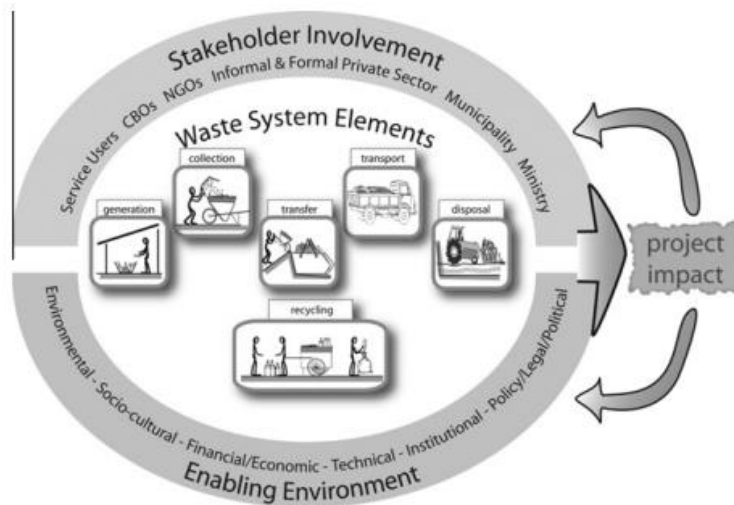 Stakeholder Involvement
Service Users CBOs NGOs Informal & Formal Private Sector Municipality Ministry
Waste System Elements
collection
transport
generation
transfer
disposal
recycling
project
impact
Environmental - Socio-cultural - Financial/Economic - Technical - Institutional - Policy/Legal/Political
Enabling Environment